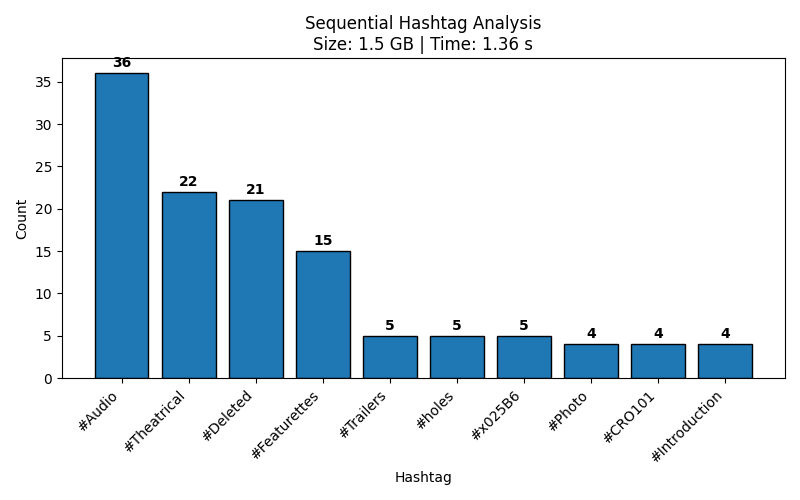 Sequential Hashtag Analysis
Size: 1.5 GB | Time: 1.36 s
Count
35
30
25
20
15
10
5
0
36
22
21
15
5
5
5
4
4
4
#Audio
#Theatrical
#Deleted
#Featurettes
#Trailers
#holes
#x025B6
#Photo
#CRO101
#Introduction
Hashtag